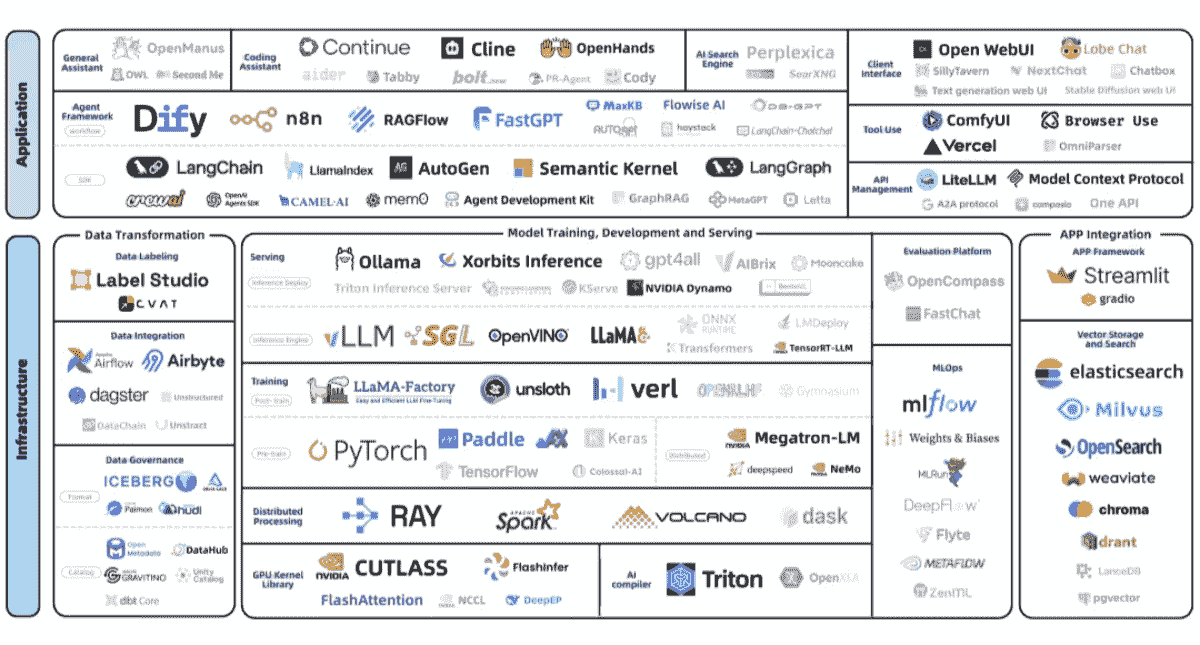 Application
General Assistant
OpenManus
OWL
Second Me
Coding Assistant
Continue
Cline
OpenHands
aider
Tabby
bolt.new
PR-Agent
Cody
AI Search Engine
Perplexica
SearXNG
Client Interface
Open WebUI
Lobe Chat
SillyTavern
NextChat
Chatbox
Text generation web UI
Stable Diffusion web UI
Agent Framework
Workflow
Dify
n8n
RAGFlow
FastGPT
MaxKB
Flowise AI
DB-GPT
AUTOGPT
haystack
LangChain-Chatchat
SDK
LangChain
LlamaIndex
AG
AutoGen
Semantic Kernel
LangGraph
crewai
OpenAI Agents SDK
CAMEL-AI
mem0
Agent Development Kit
GraphRAG
MetaGPT
Letta
Tool Use
ComfyUI
Browser Use
Vercel
OmniParser
API Management
LiteLLM
Model Context Protocol
A2A protocol
composio
One API
Infrastructure
Data Transformation
Data Labeling
Label Studio
CVAT
Data Integration
Apache Airflow
Airbyte
dagster
Unstructured
DataChain
Unstract
Data Governance
Format
ICEBERG
DELTA LAKE
Paimon
hudi
Catalog
Open Metadata
DataHub
GRAVITINO
Unity Catalog
dbt Core
Model Training, Development and Serving
Serving
Inference Deploy
Ollama
Xorbits Inference
gpt4all
AIBrix
Mooncake
Triton Inference Server
KServe
NVIDIA Dynamo
BentoML
Inference Engine
vLLM
SGL
OpenVINO
LLaMA
ONNX RUNTIME
LMDeploy
Transformers
TensorRT-LLM
Training
Post-train
LLaMA-Factory
Easy and Efficient LLM Fine-Tuning
unsloth
verl
OPENRLHF
Gymnasium
Pre-train
PyTorch
Paddle
Keras
TensorFlow
Colossal-AI
Distributed
NVIDIA
Megatron-LM
deepspeed
NVIDIA
NeMo
Distributed Processing
RAY
APACHE Spark
VOLCANO
dask
GPU Kernel Library
NVIDIA
CUTLASS
FlashInfer
FlashAttention
NCCL
DeepEP
AI compiler
Triton
OpenXLA
Evaluation Platform
OpenCompass
FastChat
MLOps
mlflow
Weights & Biases
MLRun
DeepFlow
Flyte
METAFLOW
ZenML
APP Integration
APP Framework
Streamlit
gradio
Vector Storage and Search
elasticsearch
Milvus
OpenSearch
weaviate
chroma
drant
LanceDB
pgvector